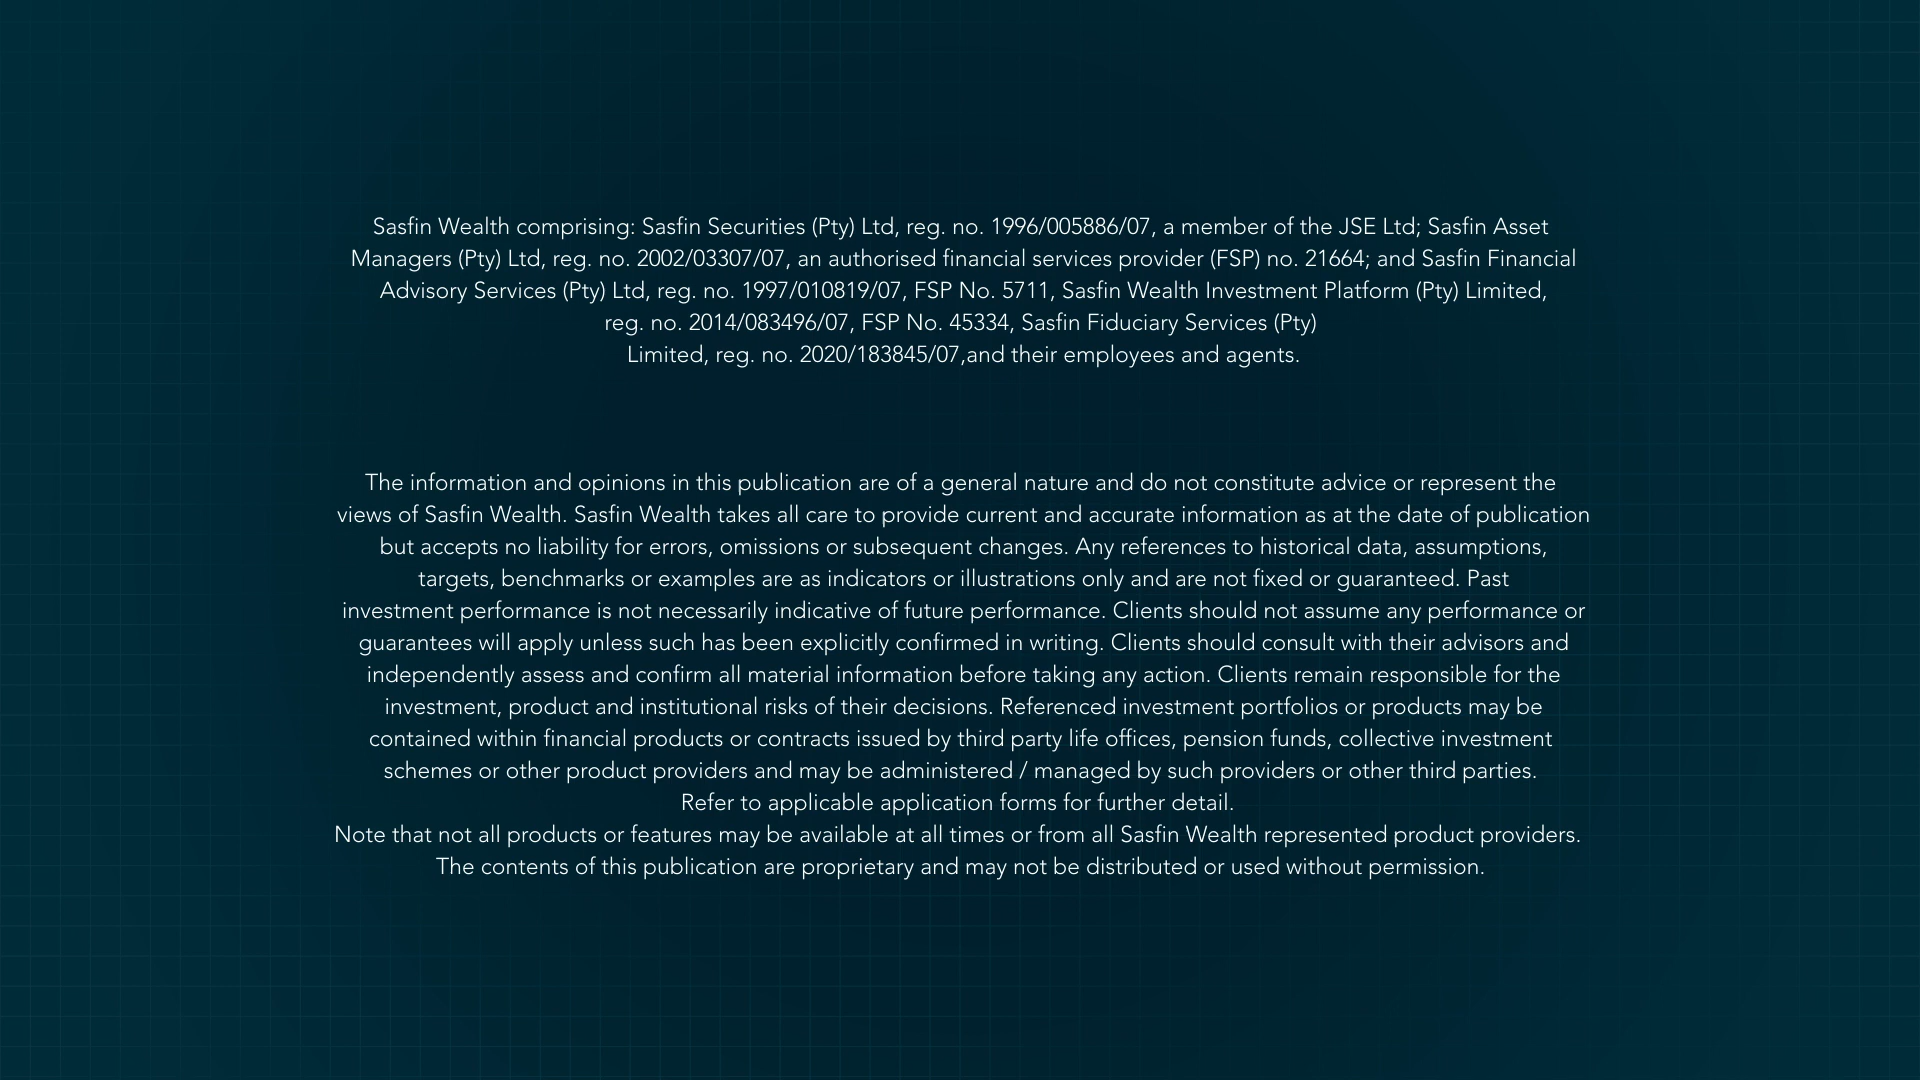 Sasfin Wealth comprising: Sasfin Securities (Pty) Ltd, reg. no. 1996/005886/07, a member of the JSE Ltd; Sasfin Asset
Managers (Pty) Ltd, reg. no. 2002/03307/07, an authorised financial services provider (FSP) no. 21664; and Sasfin Financial
Advisory Services (Pty) Ltd, reg. no. 1997/010819/07, FSP No. 5711, Sasfin Wealth Investment Platform (Pty) Limited,
reg. no. 2014/083496/07, FSP No. 45334, Sasfin Fiduciary Services (Pty)
Limited, reg. no. 2020/183845/07,and their employees and agents.
The information and opinions in this publication are of a general nature and do not constitute advice or represent the
views of Sasfin Wealth. Sasfin Wealth takes all care to provide current and accurate information as at the date of publication
but accepts no liability for errors, omissions or subsequent changes. Any references to historical data, assumptions,
targets, benchmarks or examples are as indicators or illustrations only and are not fixed or guaranteed. Past
investment performance is not necessarily indicative of future performance. Clients should not assume any performance or
guarantees will apply unless such has been explicitly confirmed in writing. Clients should consult with their advisors and
independently assess and confirm all material information before taking any action. Clients remain responsible for the
investment, product and institutional risks of their decisions. Referenced investment portfolios or products may be
contained within financial products or contracts issued by third party life offices, pension funds, collective investment
schemes or other product providers and may be administered / managed by such providers or other third parties.
Refer to applicable application forms for further detail.
Note that not all products or features may be available at all times or from all Sasfin Wealth represented product providers.
The contents of this publication are proprietary and may not be distributed or used without permission.